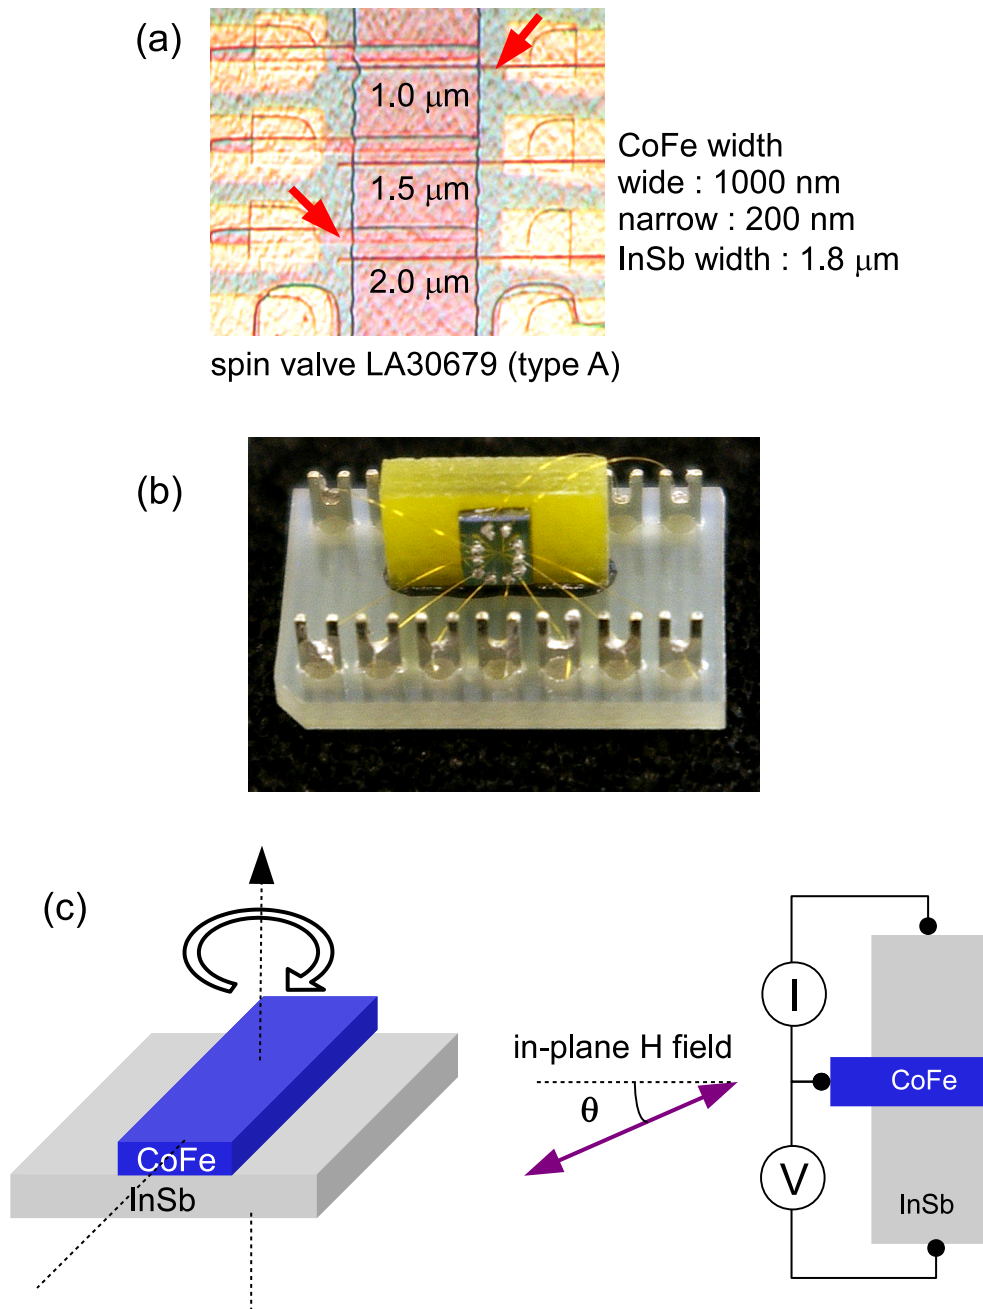 (a)
1.0 μm
1.5 μm
2.0 μm
CoFe width
wide : 1000 nm
narrow : 200 nm
InSb width : 1.8 μm
spin valve LA30679 (type A)
(b)
(c)
CoFe
InSb
in-plane H field
θ
I
CoFe
V
InSb